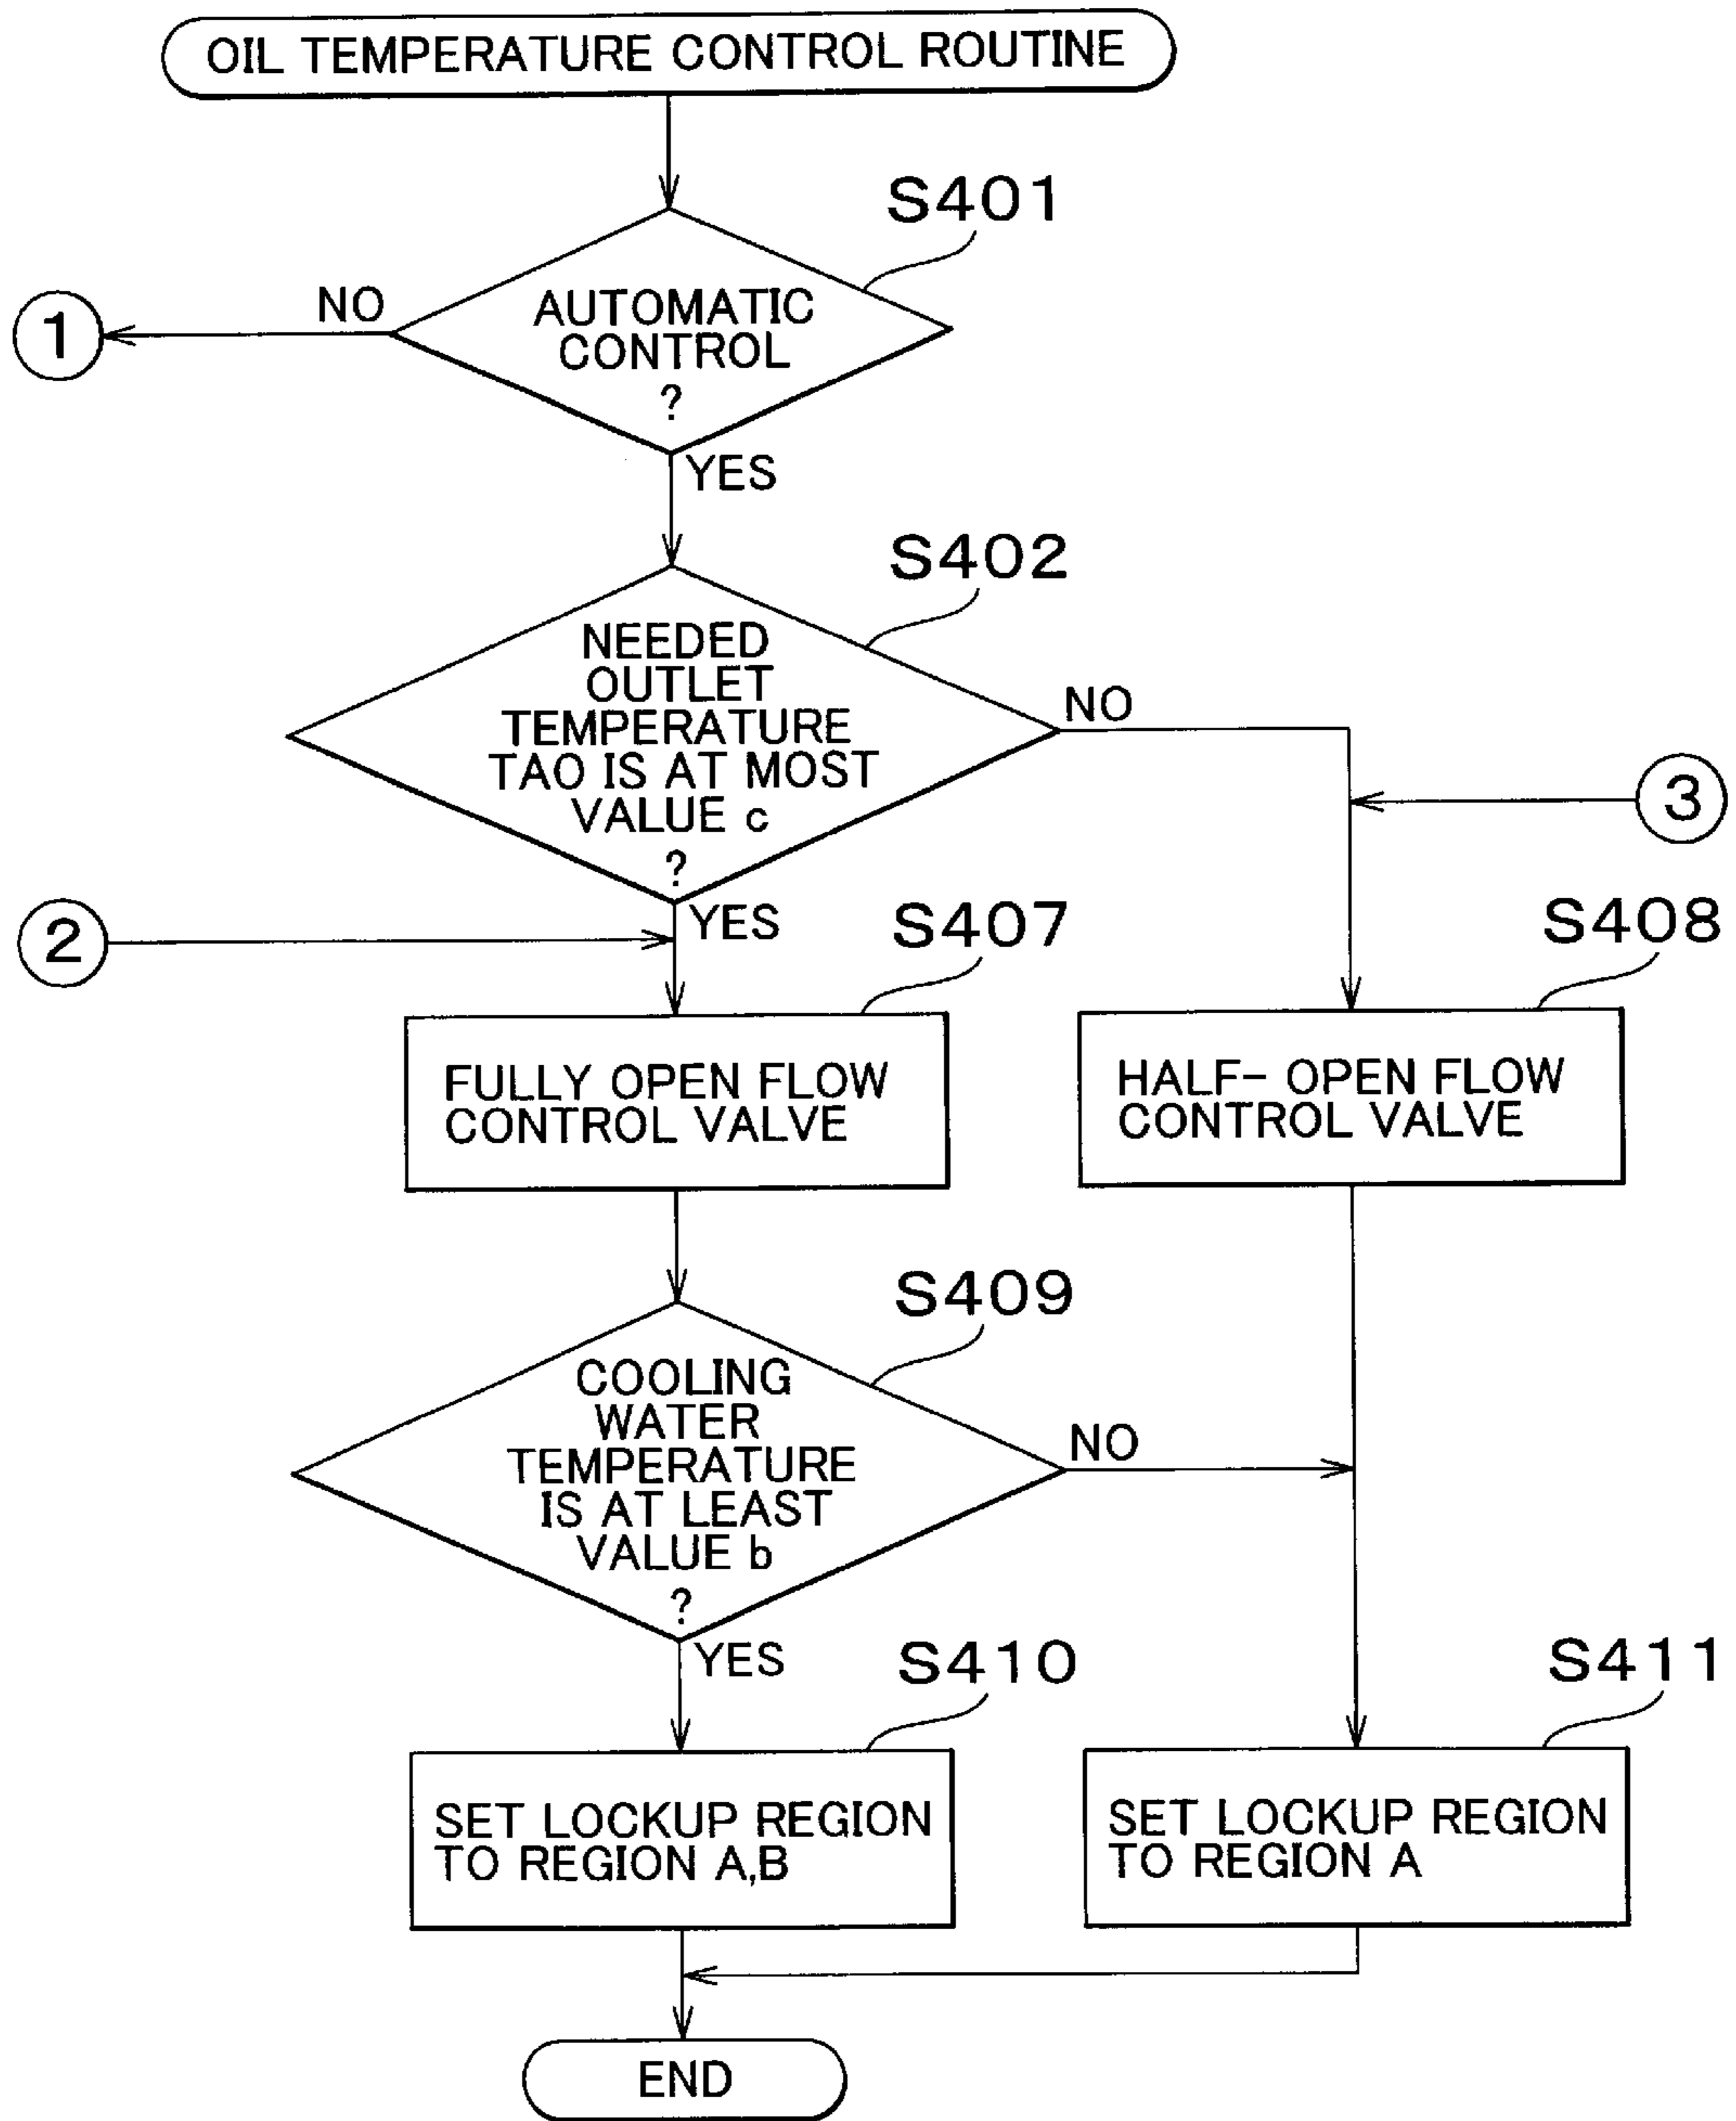 OIL TEMPERATURE CONTROL ROUTINE
S401
AUTOMATIC
CONTROL
?
NO
1
YES
S402
NEEDED
OUTLET
TEMPERATURE
TAO IS AT MOST
VALUE c
?
NO
3
YES
2
S407
FULLY OPEN FLOW
CONTROL VALVE
S408
HALF- OPEN FLOW
CONTROL VALVE
S409
COOLING
WATER
TEMPERATURE
IS AT LEAST
VALUE b
?
NO
YES
S410
SET LOCKUP REGION
TO REGION A,B
S411
SET LOCKUP REGION
TO REGION A
END